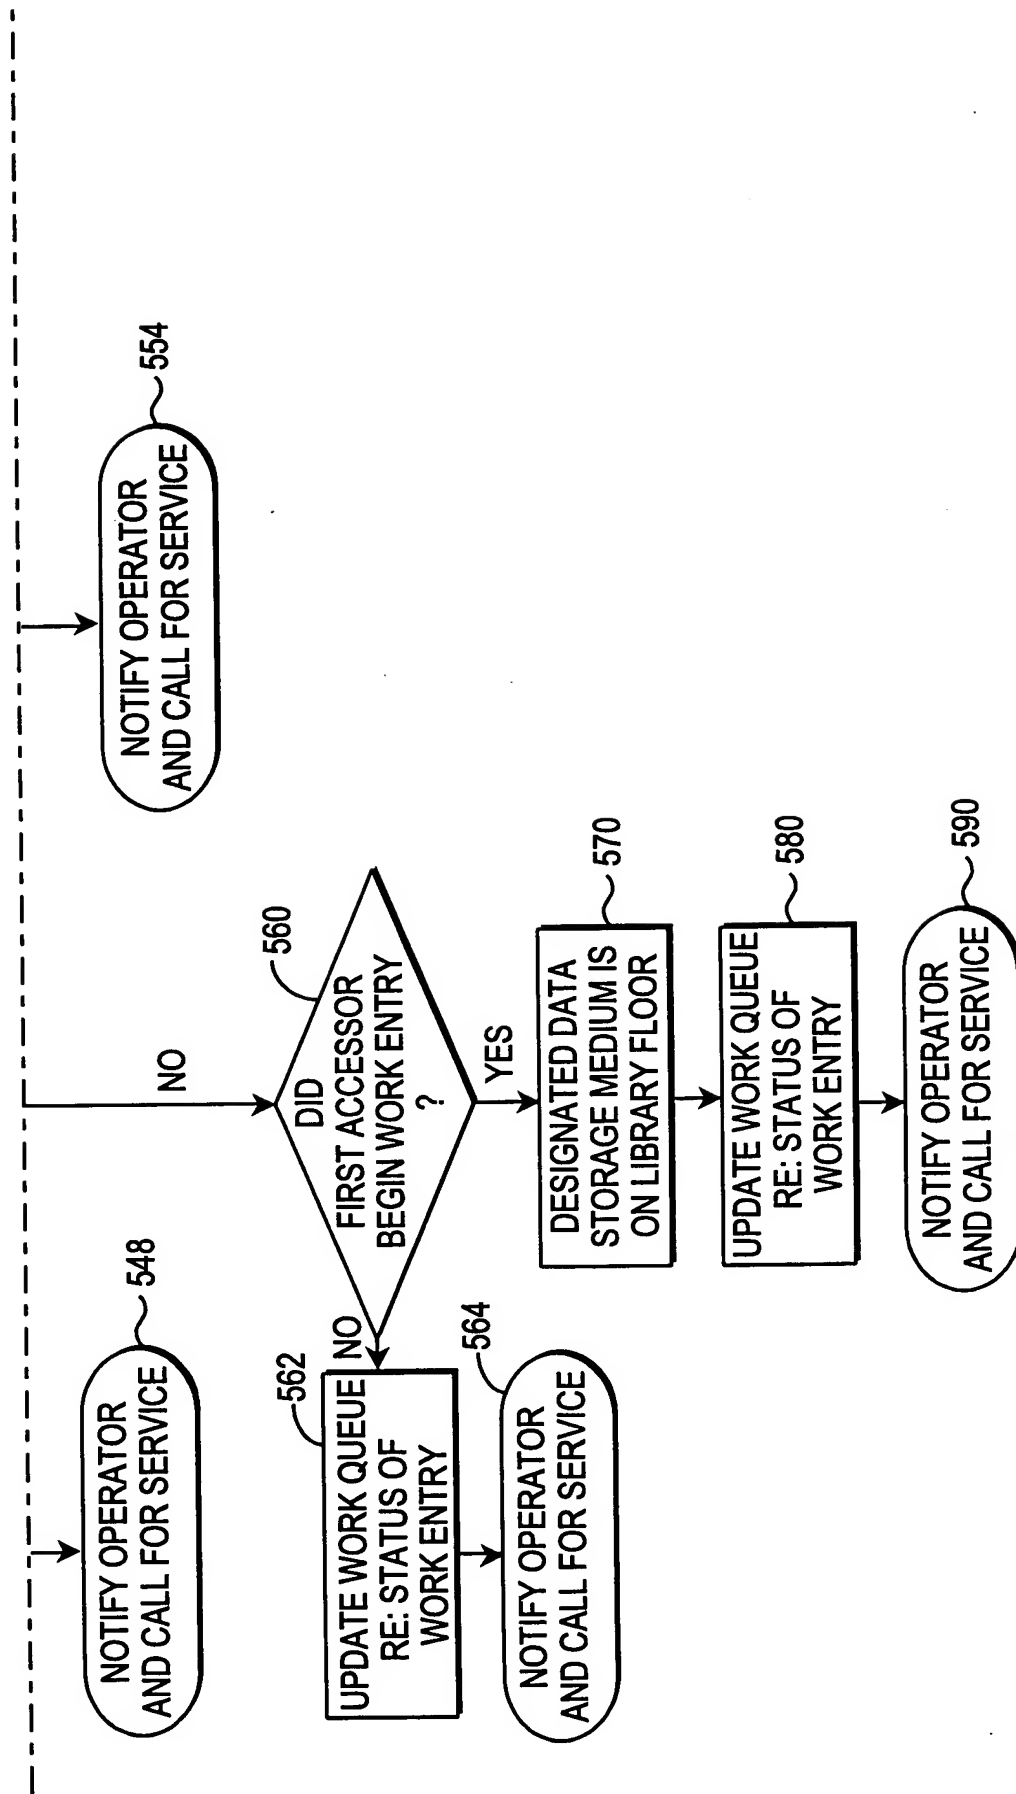 NOTIFY OPERATOR
AND CALL FOR SERVICE
548
NO
NOTIFY OPERATOR
AND CALL FOR SERVICE
554
DID
FIRST ACCESSOR
BEGIN WORK ENTRY
?
560
NO
YES
UPDATE WORK QUEUE
RE: STATUS OF
WORK ENTRY
562
NOTIFY OPERATOR
AND CALL FOR SERVICE
564
DESIGNATED DATA
STORAGE MEDIUM IS
ON LIBRARY FLOOR
570
UPDATE WORK QUEUE
RE: STATUS OF
WORK ENTRY
580
NOTIFY OPERATOR
AND CALL FOR SERVICE
590